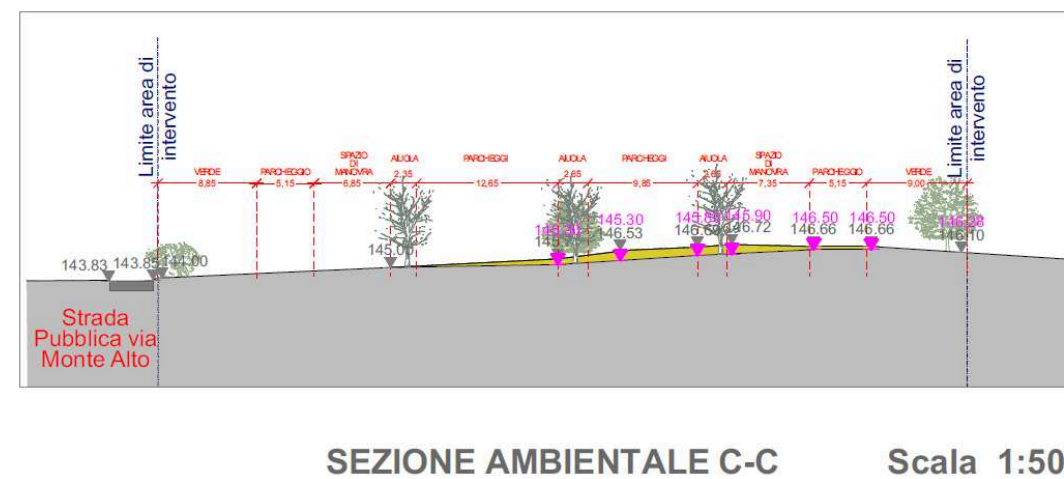 Limite area di
intervento
Limite area di
intervento
VERDE
8,85
PARCHEGGIO
5,15
SPAZIO
DI
MANOVRA
6,85
AIUOLA
2,35
PARCHEGGI
12,65
AIUOLA
2,65
PARCHEGGI
9,85
AIUOLA
SPAZIO
DI
MANOVRA
7,35
PARCHEGGIO
5,15
VERDE
9,00
143.83
143.85
144.00
145.30
146.53
145.90
146.72
146.50
146.66
146.50
146.66
146.10
Strada
Pubblica via
Monte Alto
SEZIONE AMBIENTALE C-C
Scala 1:50